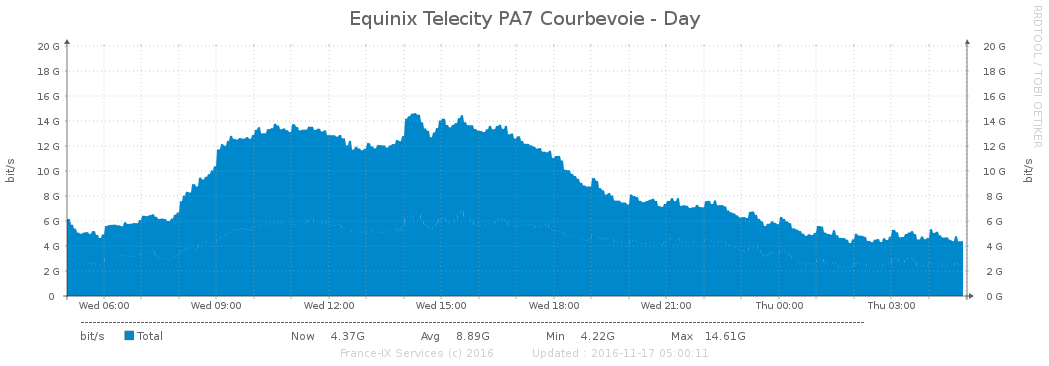 Equinix Telecity PA7 Courbevoie - Day
RRDTOOL / TOBI OETIKER
20 G 20 G
18 G 18 G
16 G 16 G
14 G 14 G
12 G 12 G
10 G 10 G
8 G 8 G
6 G 6 G
4 G 4 G
2 G 2 G
0 0 G
bit/s bit/s
Wed 06:00 Wed 09:00 Wed 12:00 Wed 15:00 Wed 18:00 Wed 21:00 Thu 00:00 Thu 03:00
bit/s Total Now 4.37G Avg 8.89G Min 4.22G Max 14.61G
France-IX Services (c) 2016 Updated : 2016-11-17 05:00:11